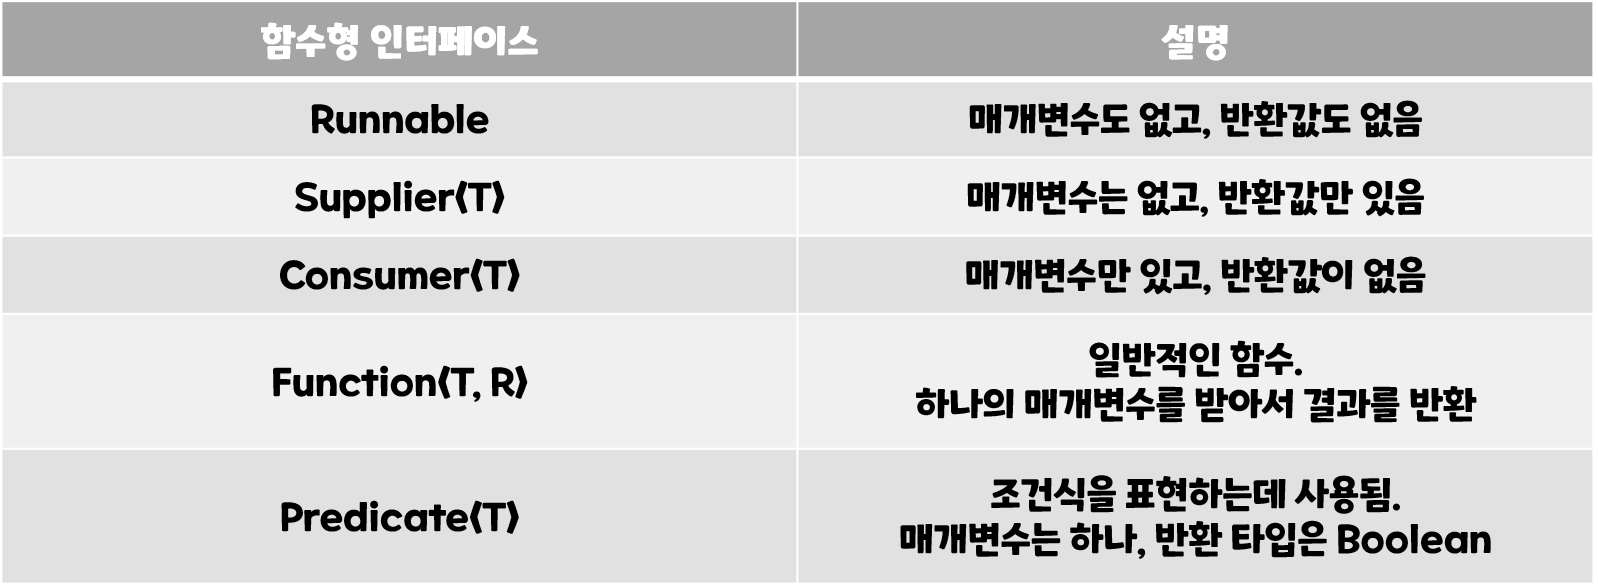 함수형 인터페이스
설명
Runnable
매개변수도 없고, 반환값도 없음
Supplier⟨T⟩
매개변수는 없고, 반환값만 있음
Consumer⟨T⟩
매개변수만 있고, 반환값이 없음
Function⟨T, R⟩
일반적인 함수.
하나의 매개변수를 받아서 결과를 반환
Predicate⟨T⟩
조건식을 표현하는데 사용됨.
매개변수는 하나, 반환 타입은 Boolean